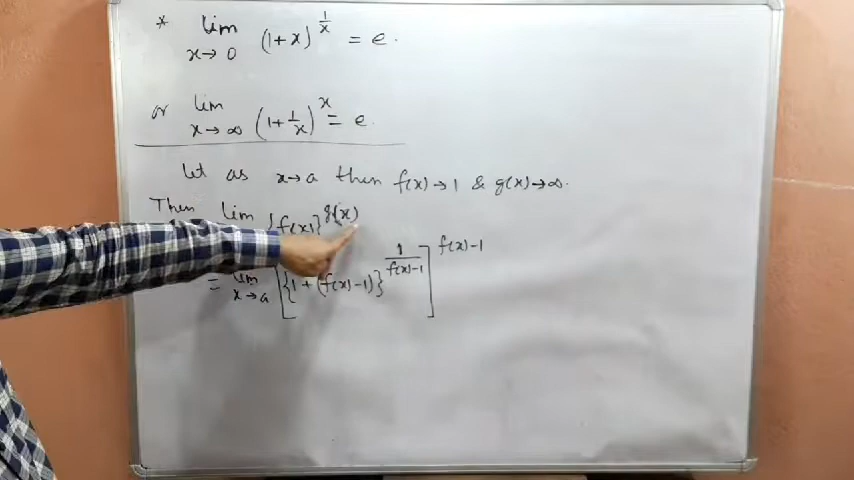 * lim x→0 (1+x)^{1/x} = e.
or lim x→∞ (1+1/x)^x = e.
Let as x→a then f(x)→1 & g(x)→∞.
Then lim {f(x)}^{g(x)}
= lim x→a [{1+(f(x)-1)}^{1/(f(x)-1)}]^{f(x)-1}